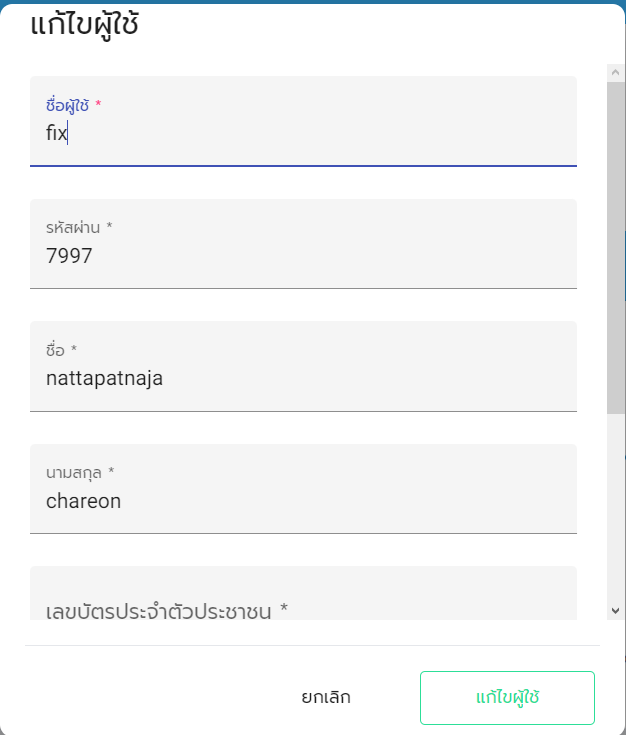 แก้ไขผู้ใช้
ชื่อผู้ใช้ *
fix
รหัสผ่าน *
7997
ชื่อ *
nattapatnaja
นามสกุล *
chareon
เลขบัตรประจำตัวประชาชน *
ยกเลิก
แก้ไขผู้ใช้